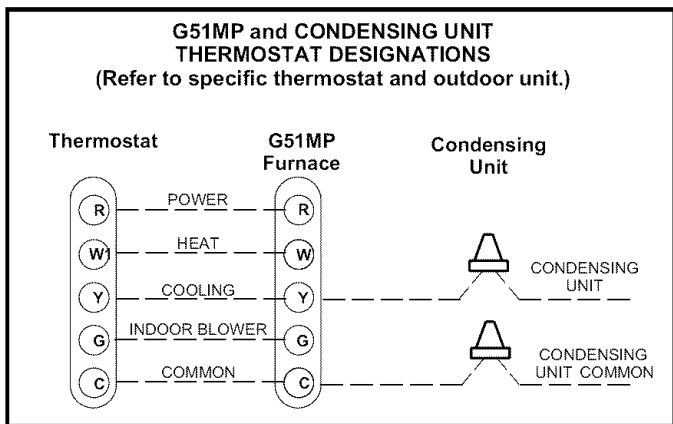 G51MP and CONDENSING UNIT
THERMOSTAT DESIGNATIONS
(Refer to specific thermostat and outdoor unit.)
Thermostat
G51MP
Furnace
Condensing
Unit
R
POWER
R
W1
HEAT
W
Y
COOLING
Y
CONDENSING
UNIT
G
INDOOR BLOWER
G
C
COMMON
C
CONDENSING
UNIT COMMON